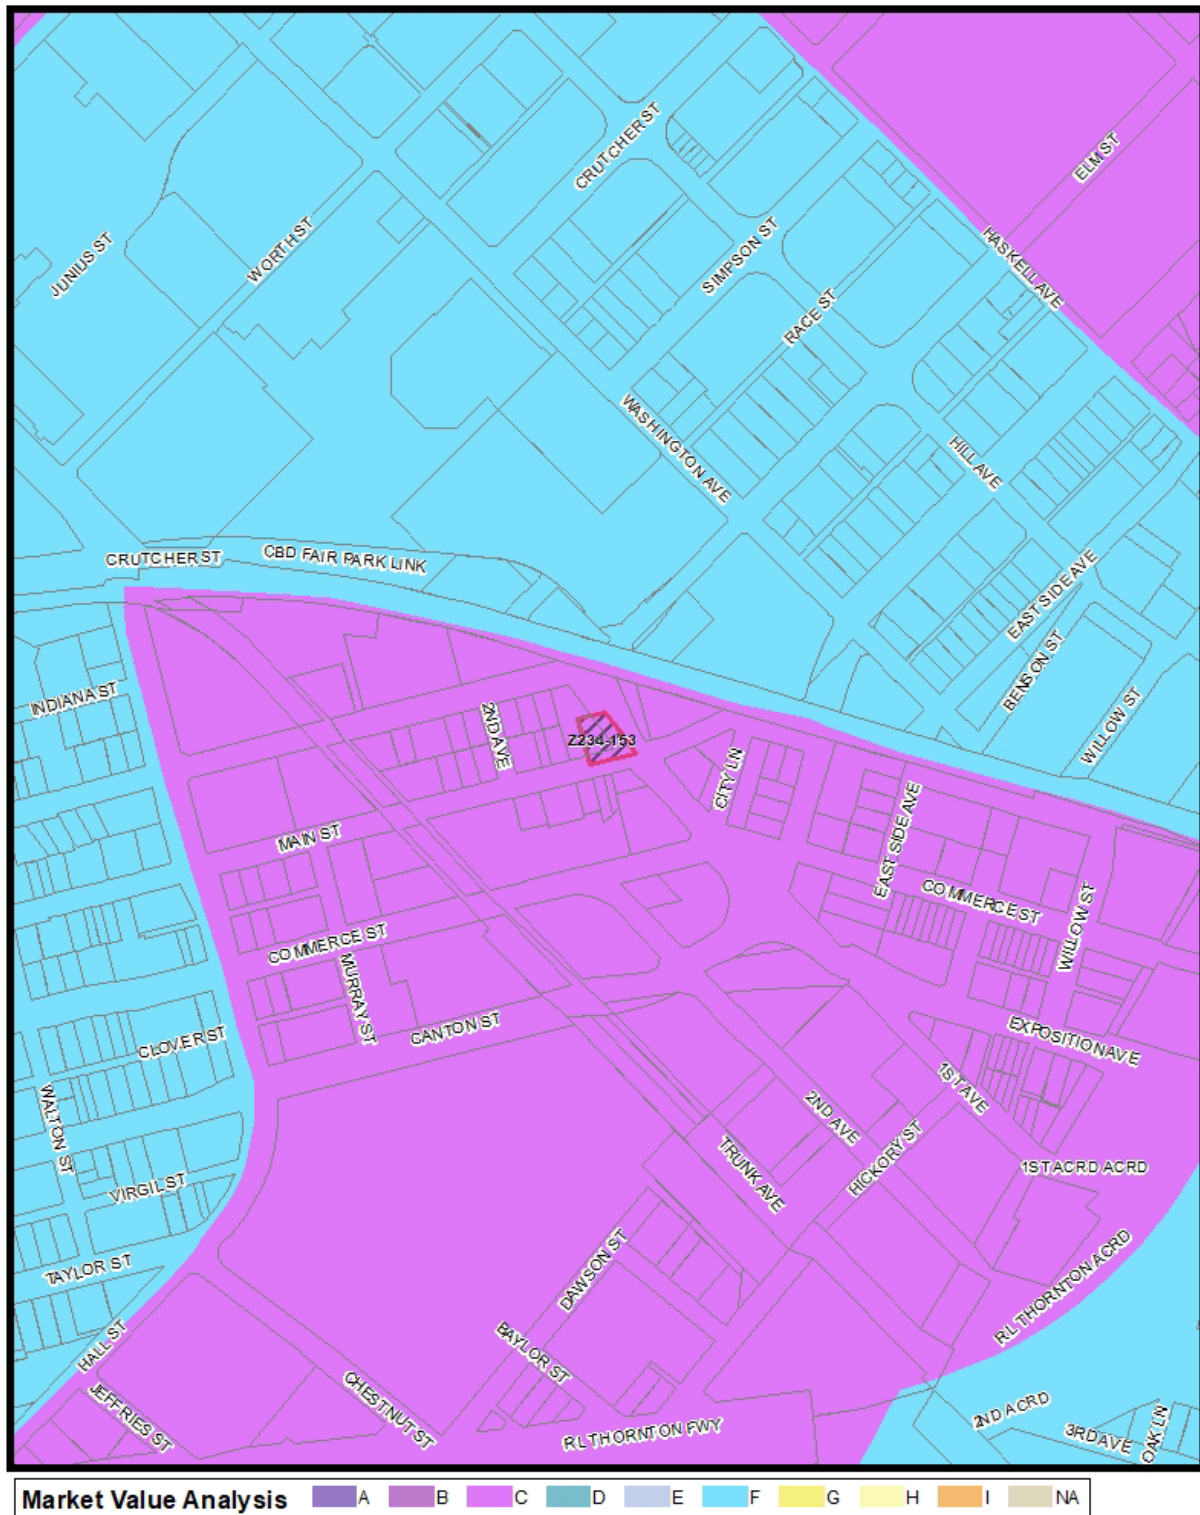 CRUTCHER ST
ELM ST
JUNIUS ST
WORTH ST
SIMPSON ST
HASKELL AVE
RACE ST
WASHINGTON AVE
HILL AVE
CRUTCHER ST
CBD FAIR PARK LINK
EAST SIDE AVE
BENSON ST
INDIANA ST
WILLOW ST
2ND AVE
Z234-153
CITY LN
MAIN ST
EAST SIDE AVE
COMMERCE ST
WILLOW ST
COMMERCE ST
MURRAY ST
CANTON ST
CLOVER ST
EXPOSITION AVE
WALTON ST
1ST AVE
2ND AVE
HICKORY ST
TRUNK AVE
1ST ACRD ACRD
VIRGIL ST
TAYLOR ST
DAWSON ST
RL THORNTON ACRD
HALL ST
BAYLOR ST
JEFFRIES ST
CHESTNUT ST
RL THORNTON FWY
2ND ACRD
3RD AVE
OAK LN
Market Value Analysis A B C D E F G H I NA